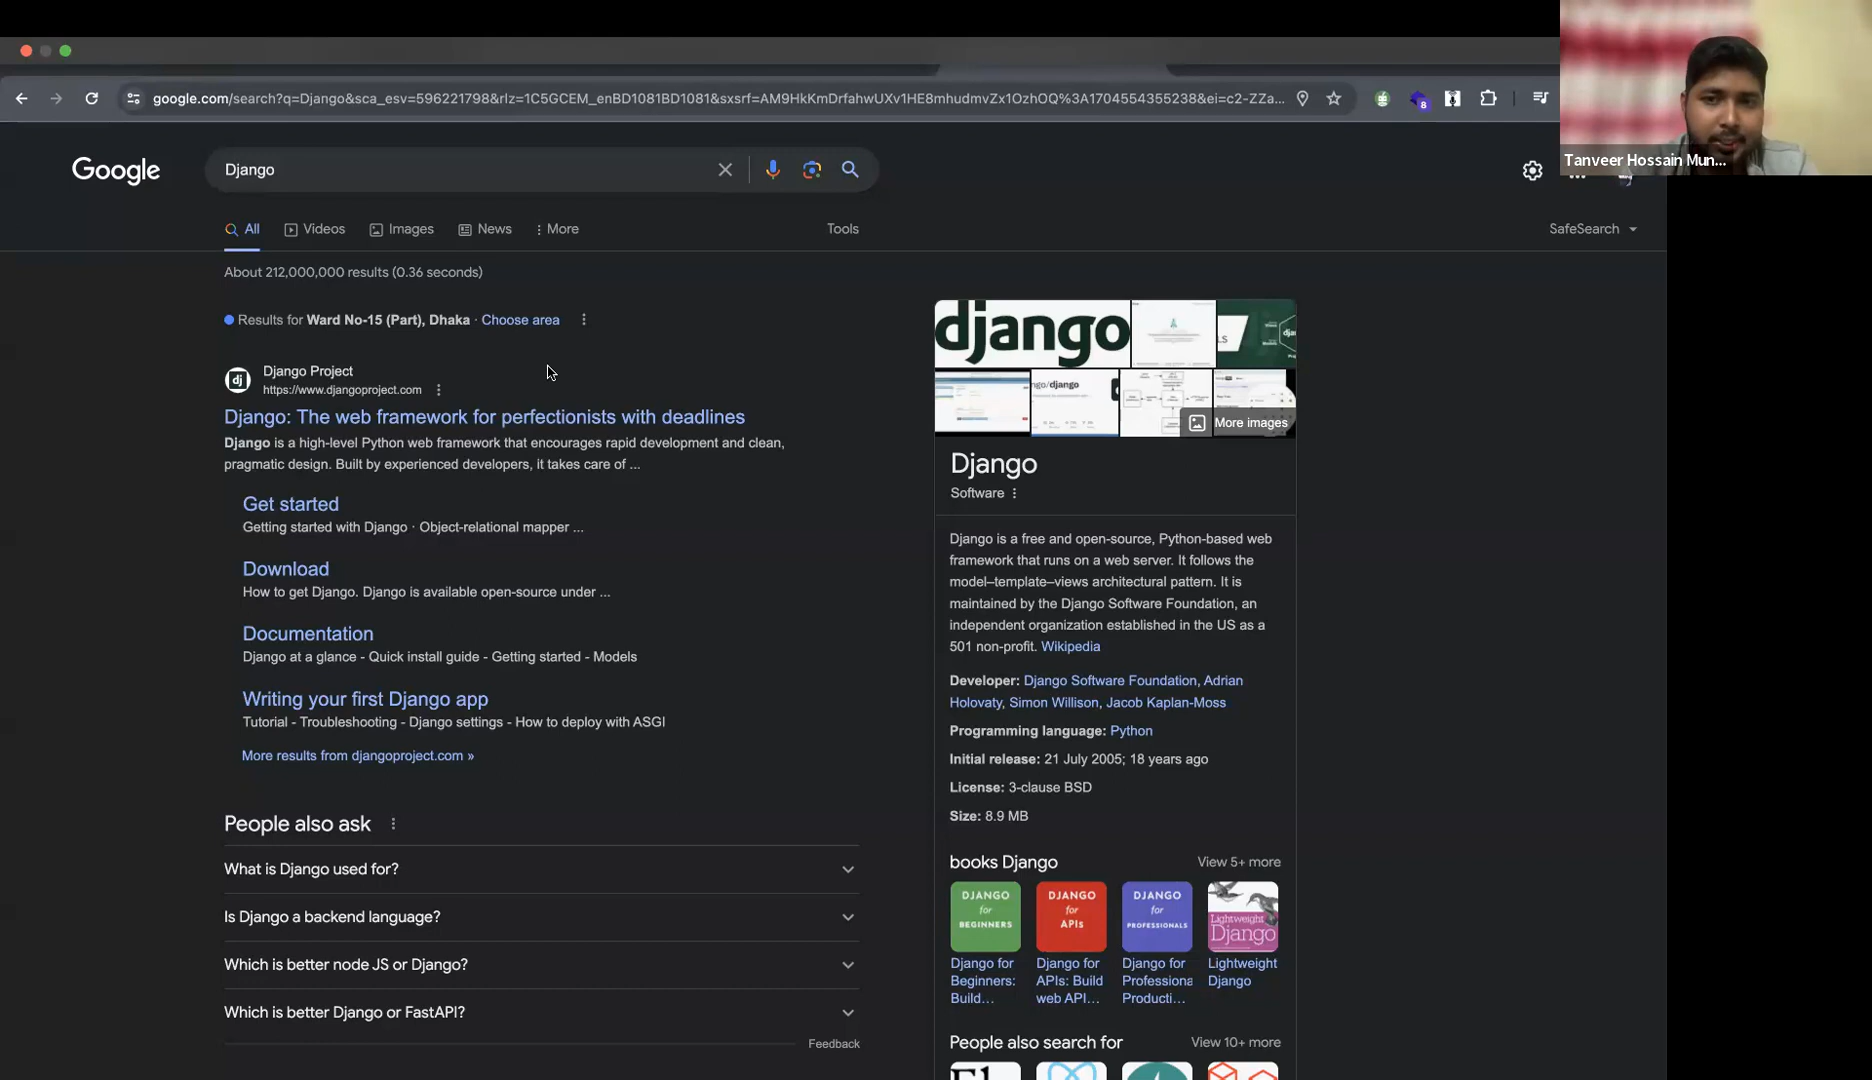 google.com/search?q=Django&sca_esv=596221798&rlz=1C5GCEM_enBD1081BD1081&sxsrf=AM9HkKmDrfahwUXv1HE8mhudmvZx1OzhOQ%3A1704554355238&ei=c2-ZZa...
8
Tanveer Hossain Mun...
Google
Django
All
Videos
Images
News
More
Tools
SafeSearch
About 212,000,000 results (0.36 seconds)
Results for Ward No-15 (Part), Dhaka · Choose area
dj
Django Project
https://www.djangoproject.com
Django: The web framework for perfectionists with deadlines
Django is a high-level Python web framework that encourages rapid development and clean,
pragmatic design. Built by experienced developers, it takes care of ...
Get started
Getting started with Django · Object-relational mapper ...
Download
How to get Django. Django is available open-source under ...
Documentation
Django at a glance - Quick install guide - Getting started - Models
Writing your first Django app
Tutorial - Troubleshooting - Django settings - How to deploy with ASGI
More results from djangoproject.com »
People also ask
What is Django used for?
Is Django a backend language?
Which is better node JS or Django?
Which is better Django or FastAPI?
Feedback
django
LS
ngo/django
More images
Django
Software
Django is a free and open-source, Python-based web
framework that runs on a web server. It follows the
model–template–views architectural pattern. It is
maintained by the Django Software Foundation, an
independent organization established in the US as a
501 non-profit. Wikipedia
Developer: Django Software Foundation, Adrian
Holovaty, Simon Willison, Jacob Kaplan-Moss
Programming language: Python
Initial release: 21 July 2005; 18 years ago
License: 3-clause BSD
Size: 8.9 MB
books Django
View 5+ more
DJANGO
for
BEGINNERS
DJANGO
for
APIs
DJANGO
for
PROFESSIONALS
Lightweight
Django
Django for
Beginners:
Build...
Django for
APIs: Build
web API...
Django for
Professiona
Producti...
Lightweight
Django
People also search for
View 10+ more